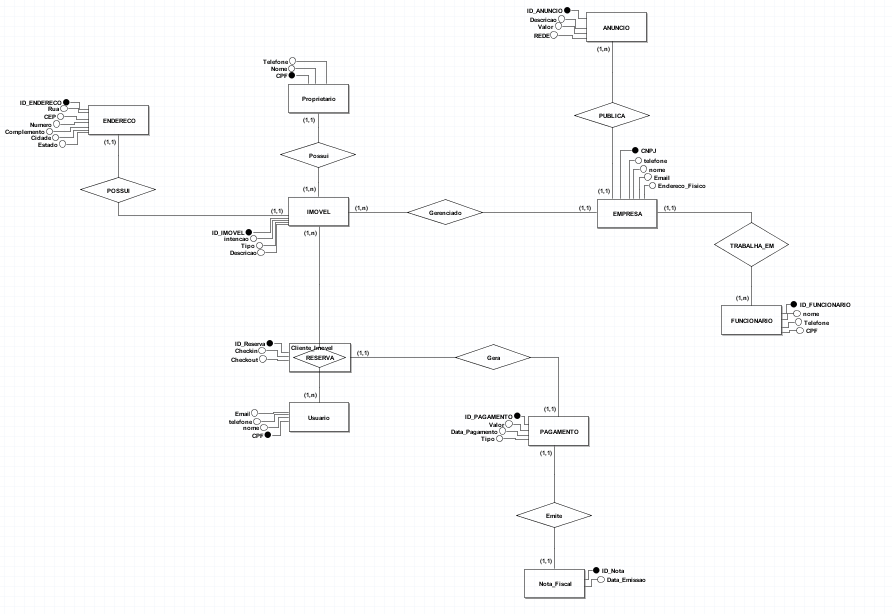 ID_ANUNCIO
Descricao
Valor
REDE
ANUNCIO
(1,n)
Telefone
Nome
CPF
Proprietario
(1,1)
ID_ENDERECO
Rua
CEP
Numero
Complemento
Cidade
Estado
ENDERECO
(1,1)
PUBLICA
Possui
CNPJ
telefone
nome
Email
Endereco_Fisico
POSSUI
(1,n)
(1,1)
(1,1)
IMOVEL
(1,n)
Gerenciado
(1,1)
EMPRESA
(1,1)
ID_IMOVEL
intencao
Tipo
Descricao
(1,n)
TRABALHA_EM
(1,n)
ID_FUNCIONARIO
nome
Telefone
CPF
FUNCIONARIO
ID_Reserva
Checkin
Checkout
Cliente_Imovel
RESERVA
(1,1)
Gera
(1,n)
Email
telefone
nome
CPF
Usuario
(1,1)
ID_PAGAMENTO
Valor
Data_Pagamento
Tipo
PAGAMENTO
(1,1)
Emite
(1,1)
ID_Nota
Data_Emissao
Nota_Fiscal